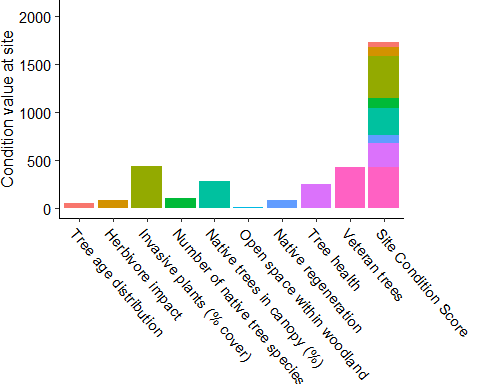 Condition value at site
2000
1500
1000
500
0
Tree age distribution
Herbivore impact
Invasive plants (% cover)
Number of native tree species
Native trees in canopy (%)
Open space within woodland
Native regeneration
Tree health
Veteran trees
Site Condition Score